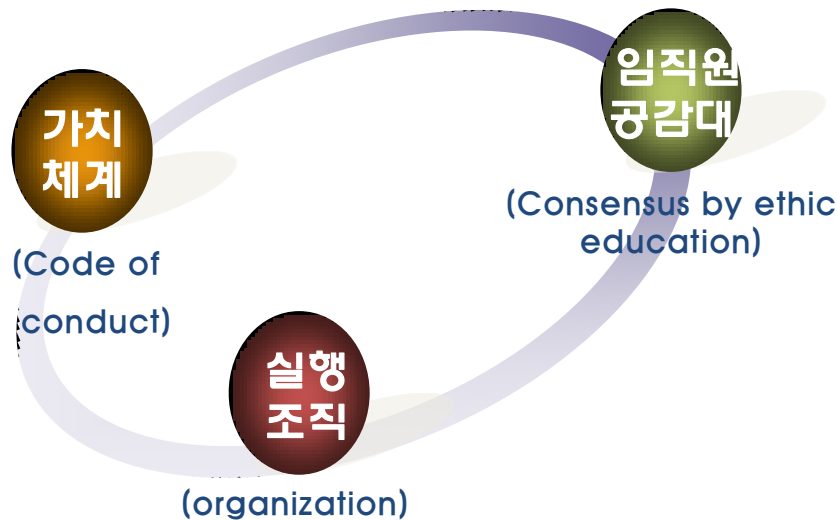 가치
체계
(Code of
conduct)
임직원
공감대
(Consensus by ethic
education)
실행
조직
(organization)